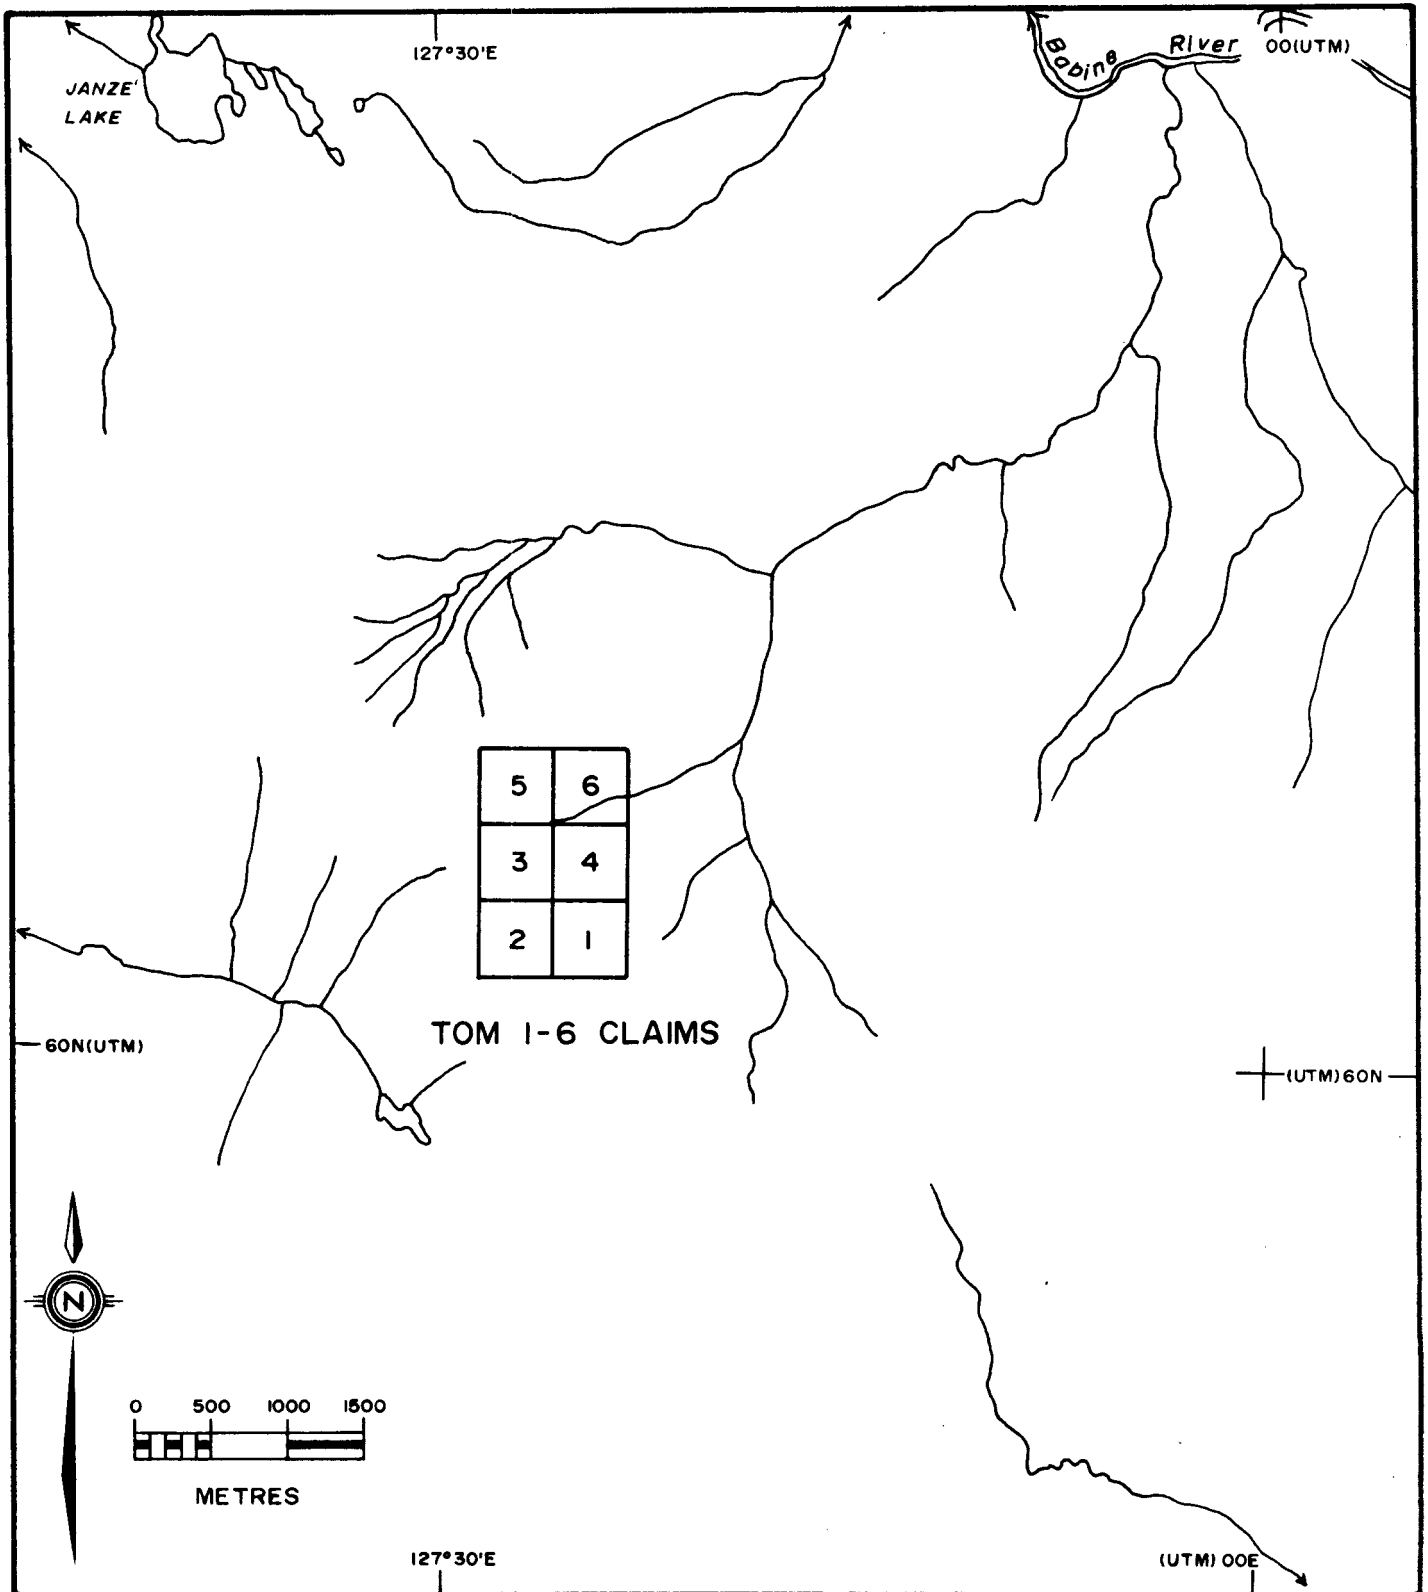 127°30'E
Babine River
00(UTM)
JANZE'
LAKE
5 6
3 4
2 1
TOM 1-6 CLAIMS
60N(UTM)
(UTM)60N
N
0 500 1000 1500
METRES
127°30'E
(UTM) 00E